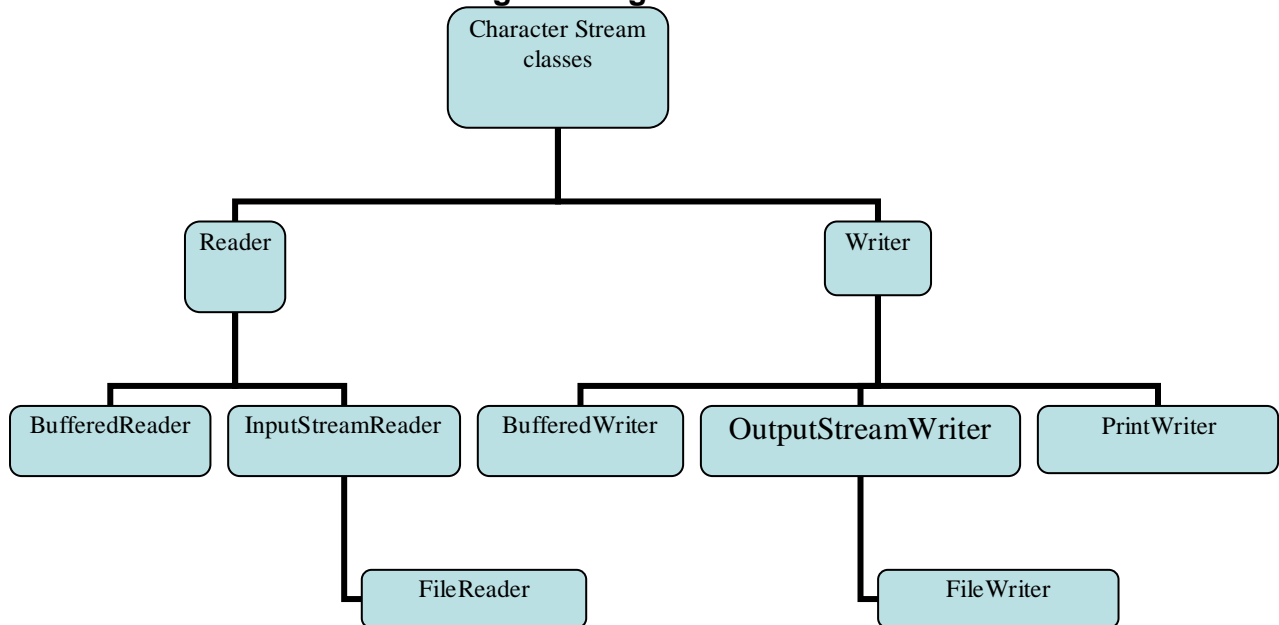 Character Stream
classes
Reader
Writer
BufferedReader
InputStreamReader
BufferedWriter
OutputStreamWriter
PrintWriter
FileReader
FileWriter